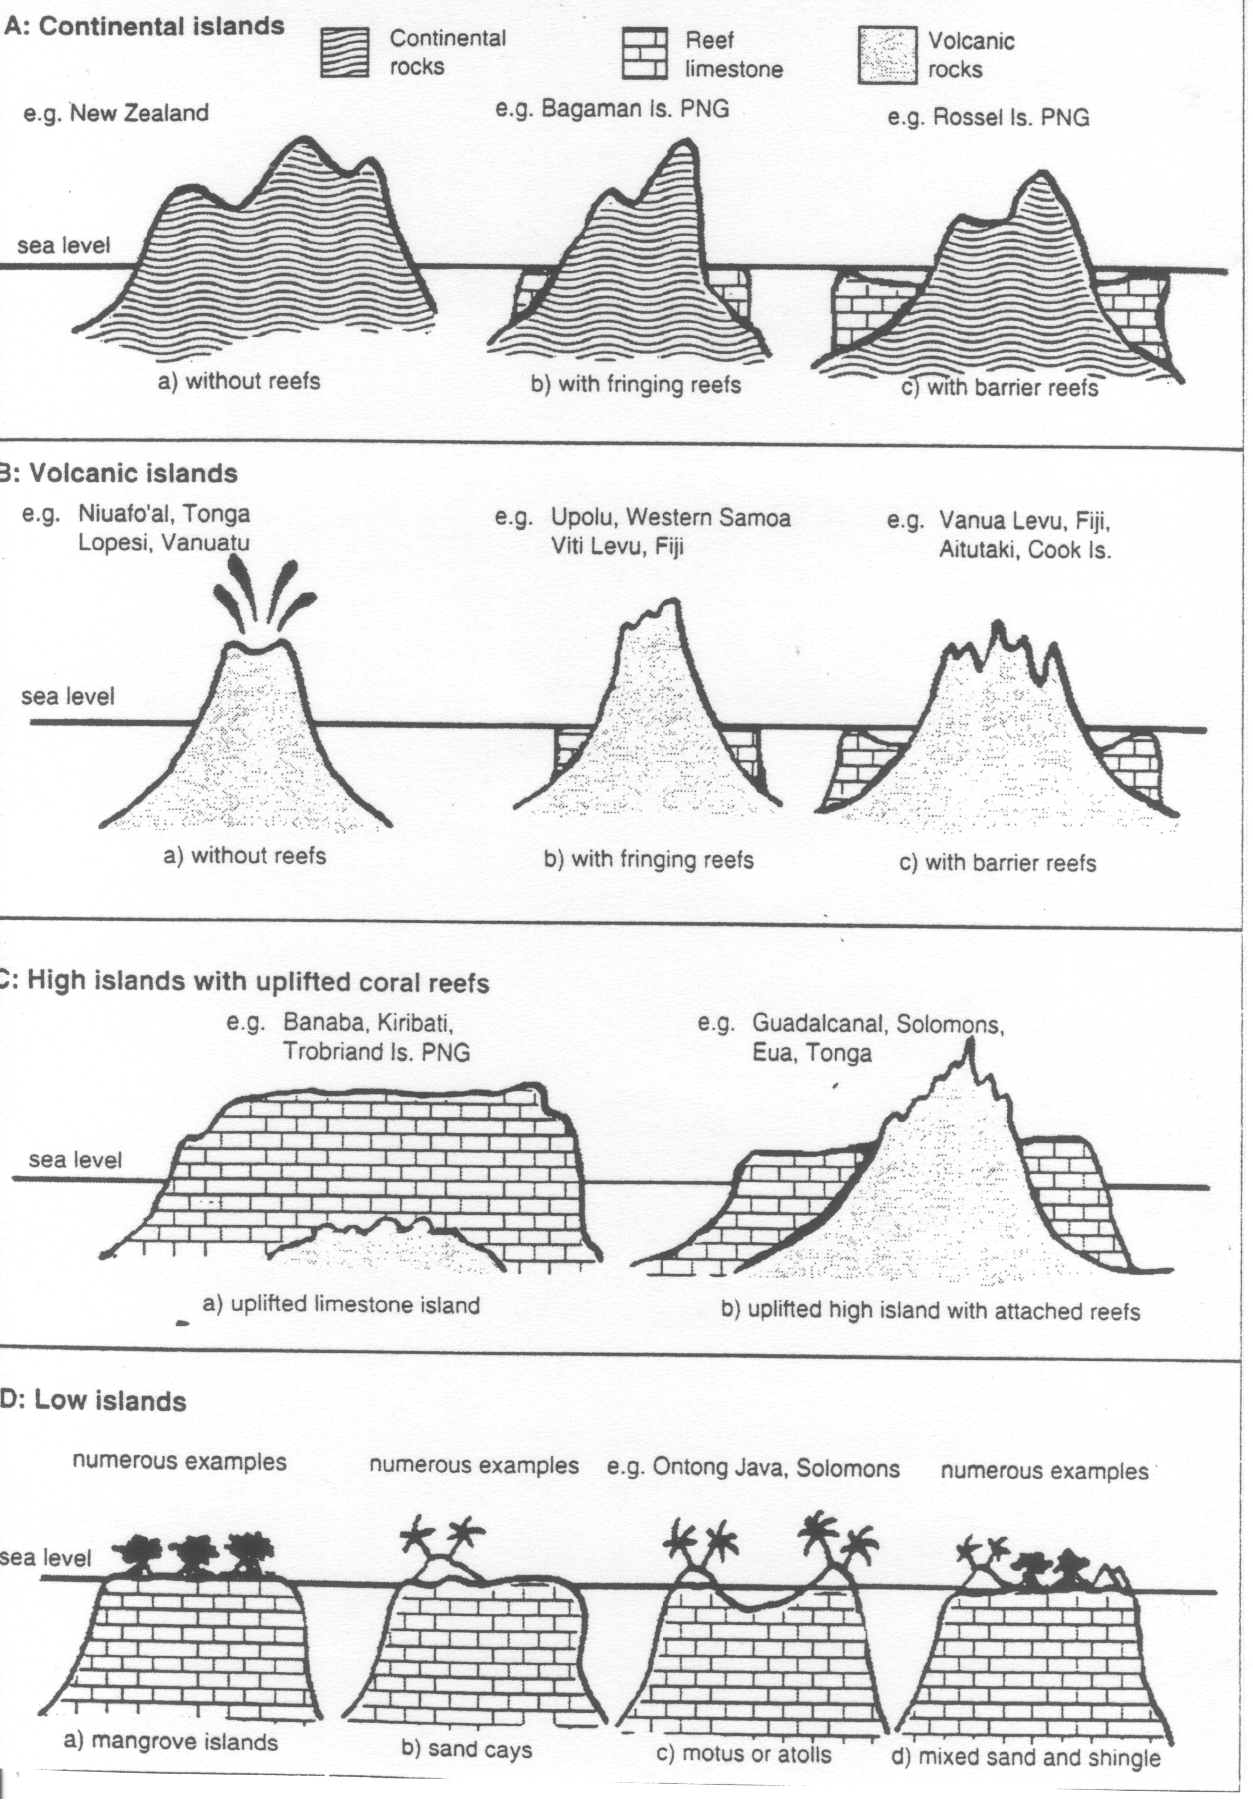 A: Continental islands
Continental
rocks
Reef
limestone
Volcanic
rocks
e.g. New Zealand
e.g. Bagaman Is. PNG
e.g. Rossel Is. PNG
sea level
a) without reefs
b) with fringing reefs
c) with barrier reefs
B: Volcanic islands
e.g. Niuafo'al, Tonga
Lopesi, Vanuatu
e.g. Upolu, Western Samoa
Viti Levu, Fiji
e.g. Vanua Levu, Fiji,
Aitutaki, Cook Is.
sea level
a) without reefs
b) with fringing reefs
c) with barrier reefs
C: High islands with uplifted coral reefs
e.g. Banaba, Kiribati,
Trobriand Is. PNG
e.g. Guadalcanal, Solomons,
Eua, Tonga
sea level
a) uplifted limestone island
b) uplifted high island with attached reefs
D: Low islands
numerous examples
numerous examples
e.g. Ontong Java, Solomons
numerous examples
sea level
a) mangrove islands
b) sand cays
c) motus or atolls
d) mixed sand and shingle